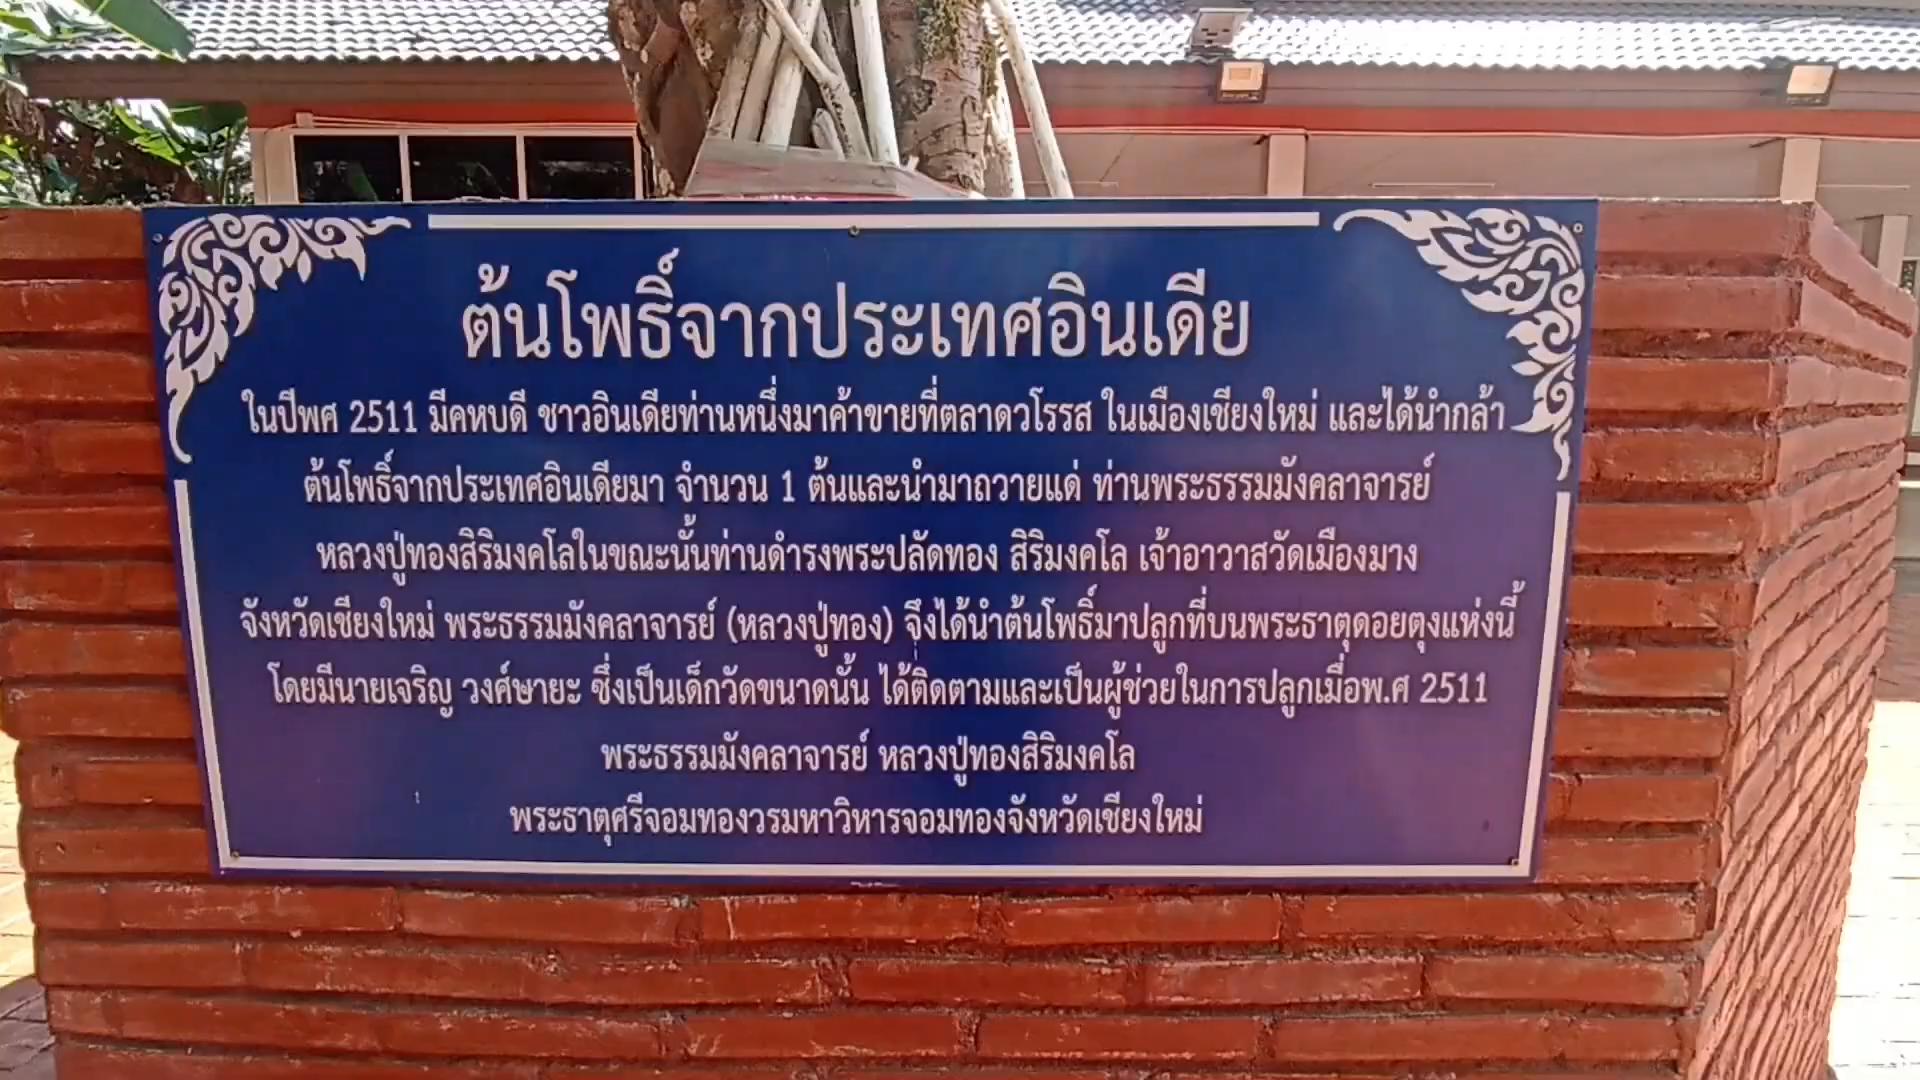 ต้นโพธิ์จากประเทศอินเดีย
ในปีพศ 2511 มีคหบดี ชาวอินเดียท่านหนึ่งมาค้าขายที่ตลาดวโรรส ในเมืองเชียงใหม่ และได้นำกล้า
ต้นโพธิ์จากประเทศอินเดียมา จำนวน 1 ต้นและนำมาถวายแด่ ท่านพระธรรมมังคลาจารย์
หลวงปู่ทองสิริมงคโลในขณะนั้นท่านดำรงพระปลัดทอง สิริมงคโล เจ้าอาวาสวัดเมืองมาง
จังหวัดเชียงใหม่ พระธรรมมังคลาจารย์ (หลวงปู่ทอง) จึงได้นำต้นโพธิ์มาปลูกที่บนพระธาตุดอยตุงแห่งนี้
โดยมีนายเจริญ วงศ์ษายะ ซึ่งเป็นเด็กวัดขนาดนั้น ได้ติดตามและเป็นผู้ช่วยในการปลูกเมื่อพ.ศ 2511
พระธรรมมังคลาจารย์ หลวงปู่ทองสิริมงคโล
พระธาตุศรีจอมทองวรมหาวิหารจอมทองจังหวัดเชียงใหม่